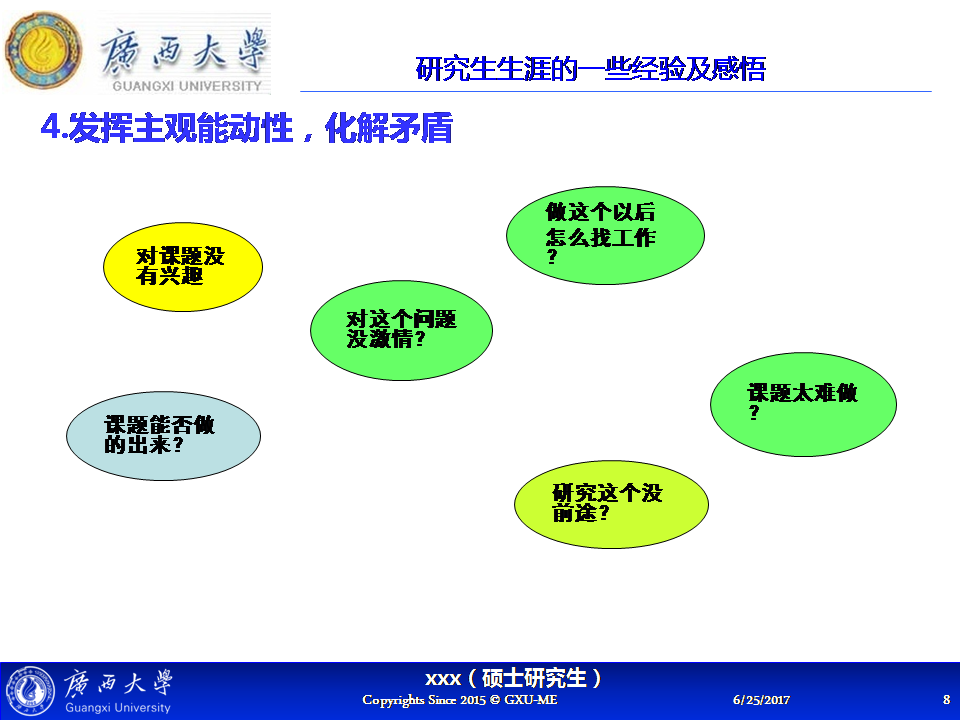 廣西大學
GUANGXI UNIVERSITY
研究生生涯的一些经验及感悟
4.发挥主观能动性，化解矛盾
做这个以后
怎么找工作
?
对课题没
有兴趣
对这个问题
没激情?
课题太难做
?
课题能否做
的出来?
研究这个没
前途?
廣西大學
Guangxi University
xxx（硕士研究生）
Copyrights Since 2015 © GXU-ME
6/25/2017
8